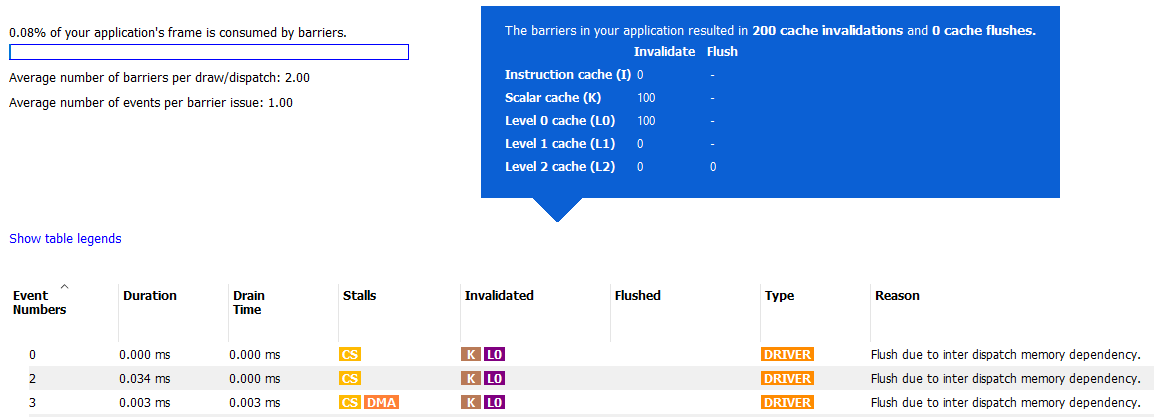 0.08% of your application's frame is consumed by barriers.
Average number of barriers per draw/dispatch: 2.00
Average number of events per barrier issue: 1.00
The barriers in your application resulted in 200 cache invalidations and 0 cache flushes.
Invalidate Flush
Instruction cache (I) 0 -
Scalar cache (K) 100 -
Level 0 cache (L0) 100 -
Level 1 cache (L1) 0 -
Level 2 cache (L2) 0 0
Show table legends
Event Numbers Duration Drain Time Stalls Invalidated Flushed Type Reason
0 0.000 ms 0.000 ms CS K L0 DRIVER Flush due to inter dispatch memory dependency.
2 0.034 ms 0.000 ms CS K L0 DRIVER Flush due to inter dispatch memory dependency.
3 0.003 ms 0.003 ms CS DMA K L0 DRIVER Flush due to inter dispatch memory dependency.